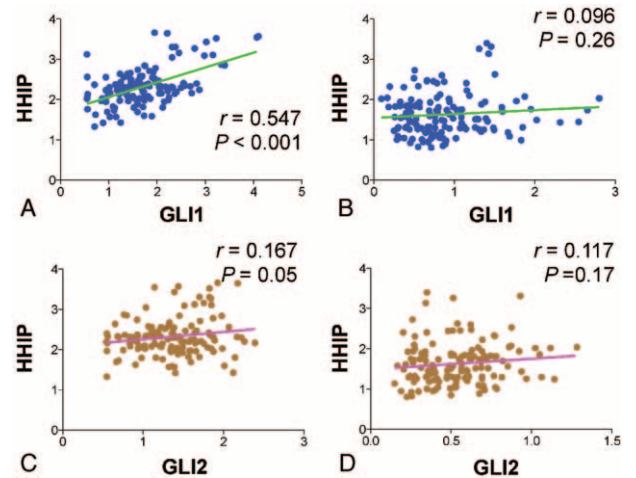 4
3
2
1
0
0 1 2 3 4 5
HHIP
GLI1
r = 0.547
P < 0.001
A
4
3
2
1
0
0 1 2 3
HHIP
GLI1
r = 0.096
P = 0.26
B
4
3
2
1
0
0 1 2 3
HHIP
GLI2
r = 0.167
P = 0.05
C
4
3
2
1
0
0.0 0.5 1.0 1.5
HHIP
GLI2
r = 0.117
P =0.17
D